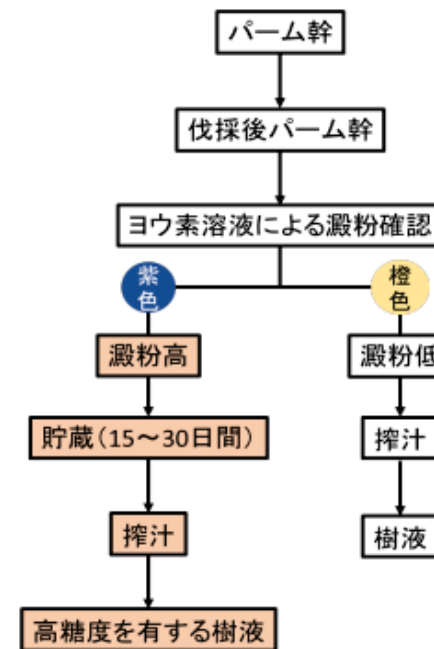 パーム幹
伐採後パーム幹
ヨウ素溶液による澱粉確認
紫色
橙色
澱粉高
澱粉低
貯蔵（15～30日間）
搾汁
搾汁
樹液
高糖度を有する樹液